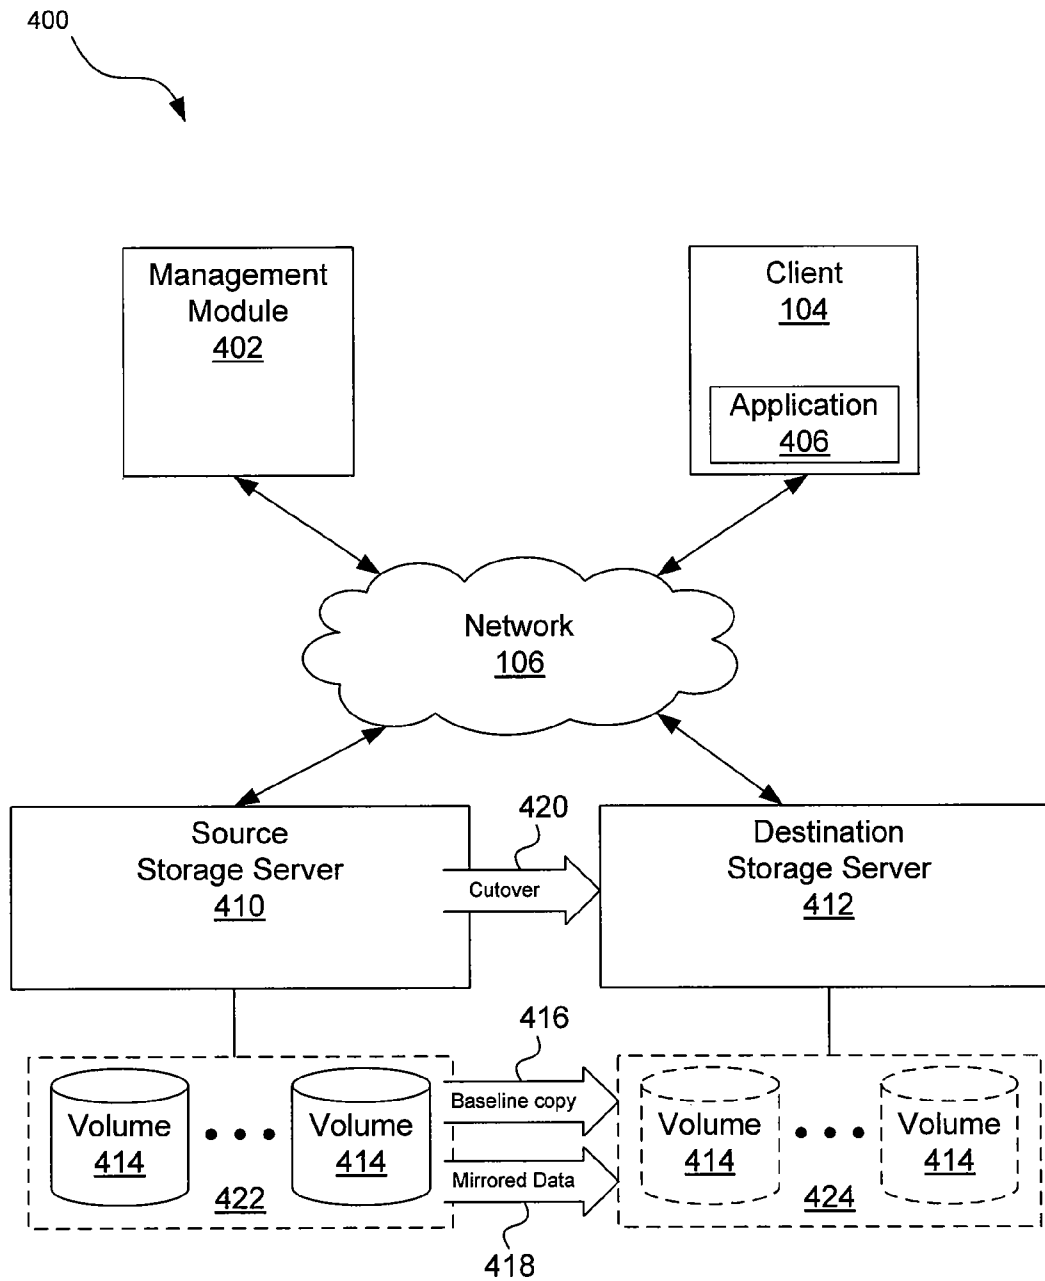 400
Management
Module
402
Client
104
Application
406
Network
106
420
Source
Storage Server
410
Cutover
Destination
Storage Server
412
416
Baseline copy
Volume
414
Volume
414
422
Mirrored Data
Volume
414
Volume
414
424
418